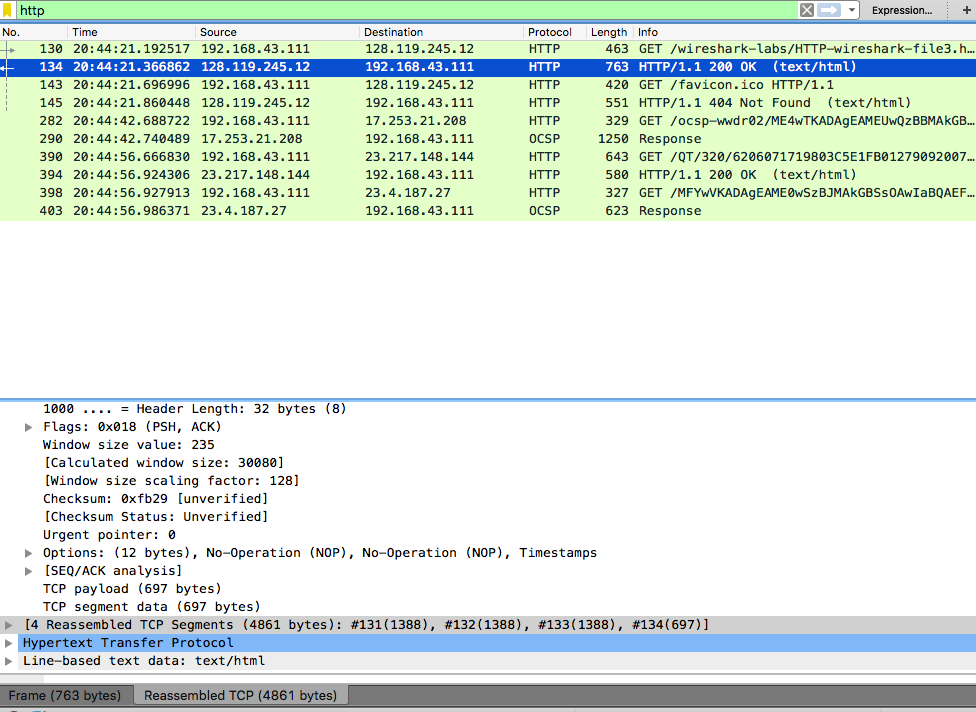 http Expression... +
No. Time Source Destination Protocol Length Info
130 20:44:21.192517 192.168.43.111 128.119.245.12 HTTP 463 GET /wireshark-labs/HTTP-wireshark-file3.h…
134 20:44:21.366862 128.119.245.12 192.168.43.111 HTTP 763 HTTP/1.1 200 OK (text/html)
143 20:44:21.696996 192.168.43.111 128.119.245.12 HTTP 420 GET /favicon.ico HTTP/1.1
145 20:44:21.860448 128.119.245.12 192.168.43.111 HTTP 551 HTTP/1.1 404 Not Found (text/html)
282 20:44:42.688722 192.168.43.111 17.253.21.208 HTTP 329 GET /ocsp-wwdr02/ME4wTKADAgEAMEUwQzBBMAkGB…
290 20:44:42.740489 17.253.21.208 192.168.43.111 OCSP 1250 Response
390 20:44:56.666830 192.168.43.111 23.217.148.144 HTTP 643 GET /QT/320/6206071719803C5E1FB01279092007…
394 20:44:56.924306 23.217.148.144 192.168.43.111 HTTP 580 HTTP/1.1 200 OK (text/html)
398 20:44:56.927913 192.168.43.111 23.4.187.27 HTTP 327 GET /MFYwVKADAgEAME0wSzBJMAkGBSsOAwIaBQAEF…
403 20:44:56.986371 23.4.187.27 192.168.43.111 OCSP 623 Response
1000 .... = Header Length: 32 bytes (8)
Flags: 0x018 (PSH, ACK)
Window size value: 235
[Calculated window size: 30080]
[Window size scaling factor: 128]
Checksum: 0xfb29 [unverified]
[Checksum Status: Unverified]
Urgent pointer: 0
Options: (12 bytes), No-Operation (NOP), No-Operation (NOP), Timestamps
[SEQ/ACK analysis]
TCP payload (697 bytes)
TCP segment data (697 bytes)
[4 Reassembled TCP Segments (4861 bytes): #131(1388), #132(1388), #133(1388), #134(697)]
Hypertext Transfer Protocol
Line-based text data: text/html
Frame (763 bytes) Reassembled TCP (4861 bytes)